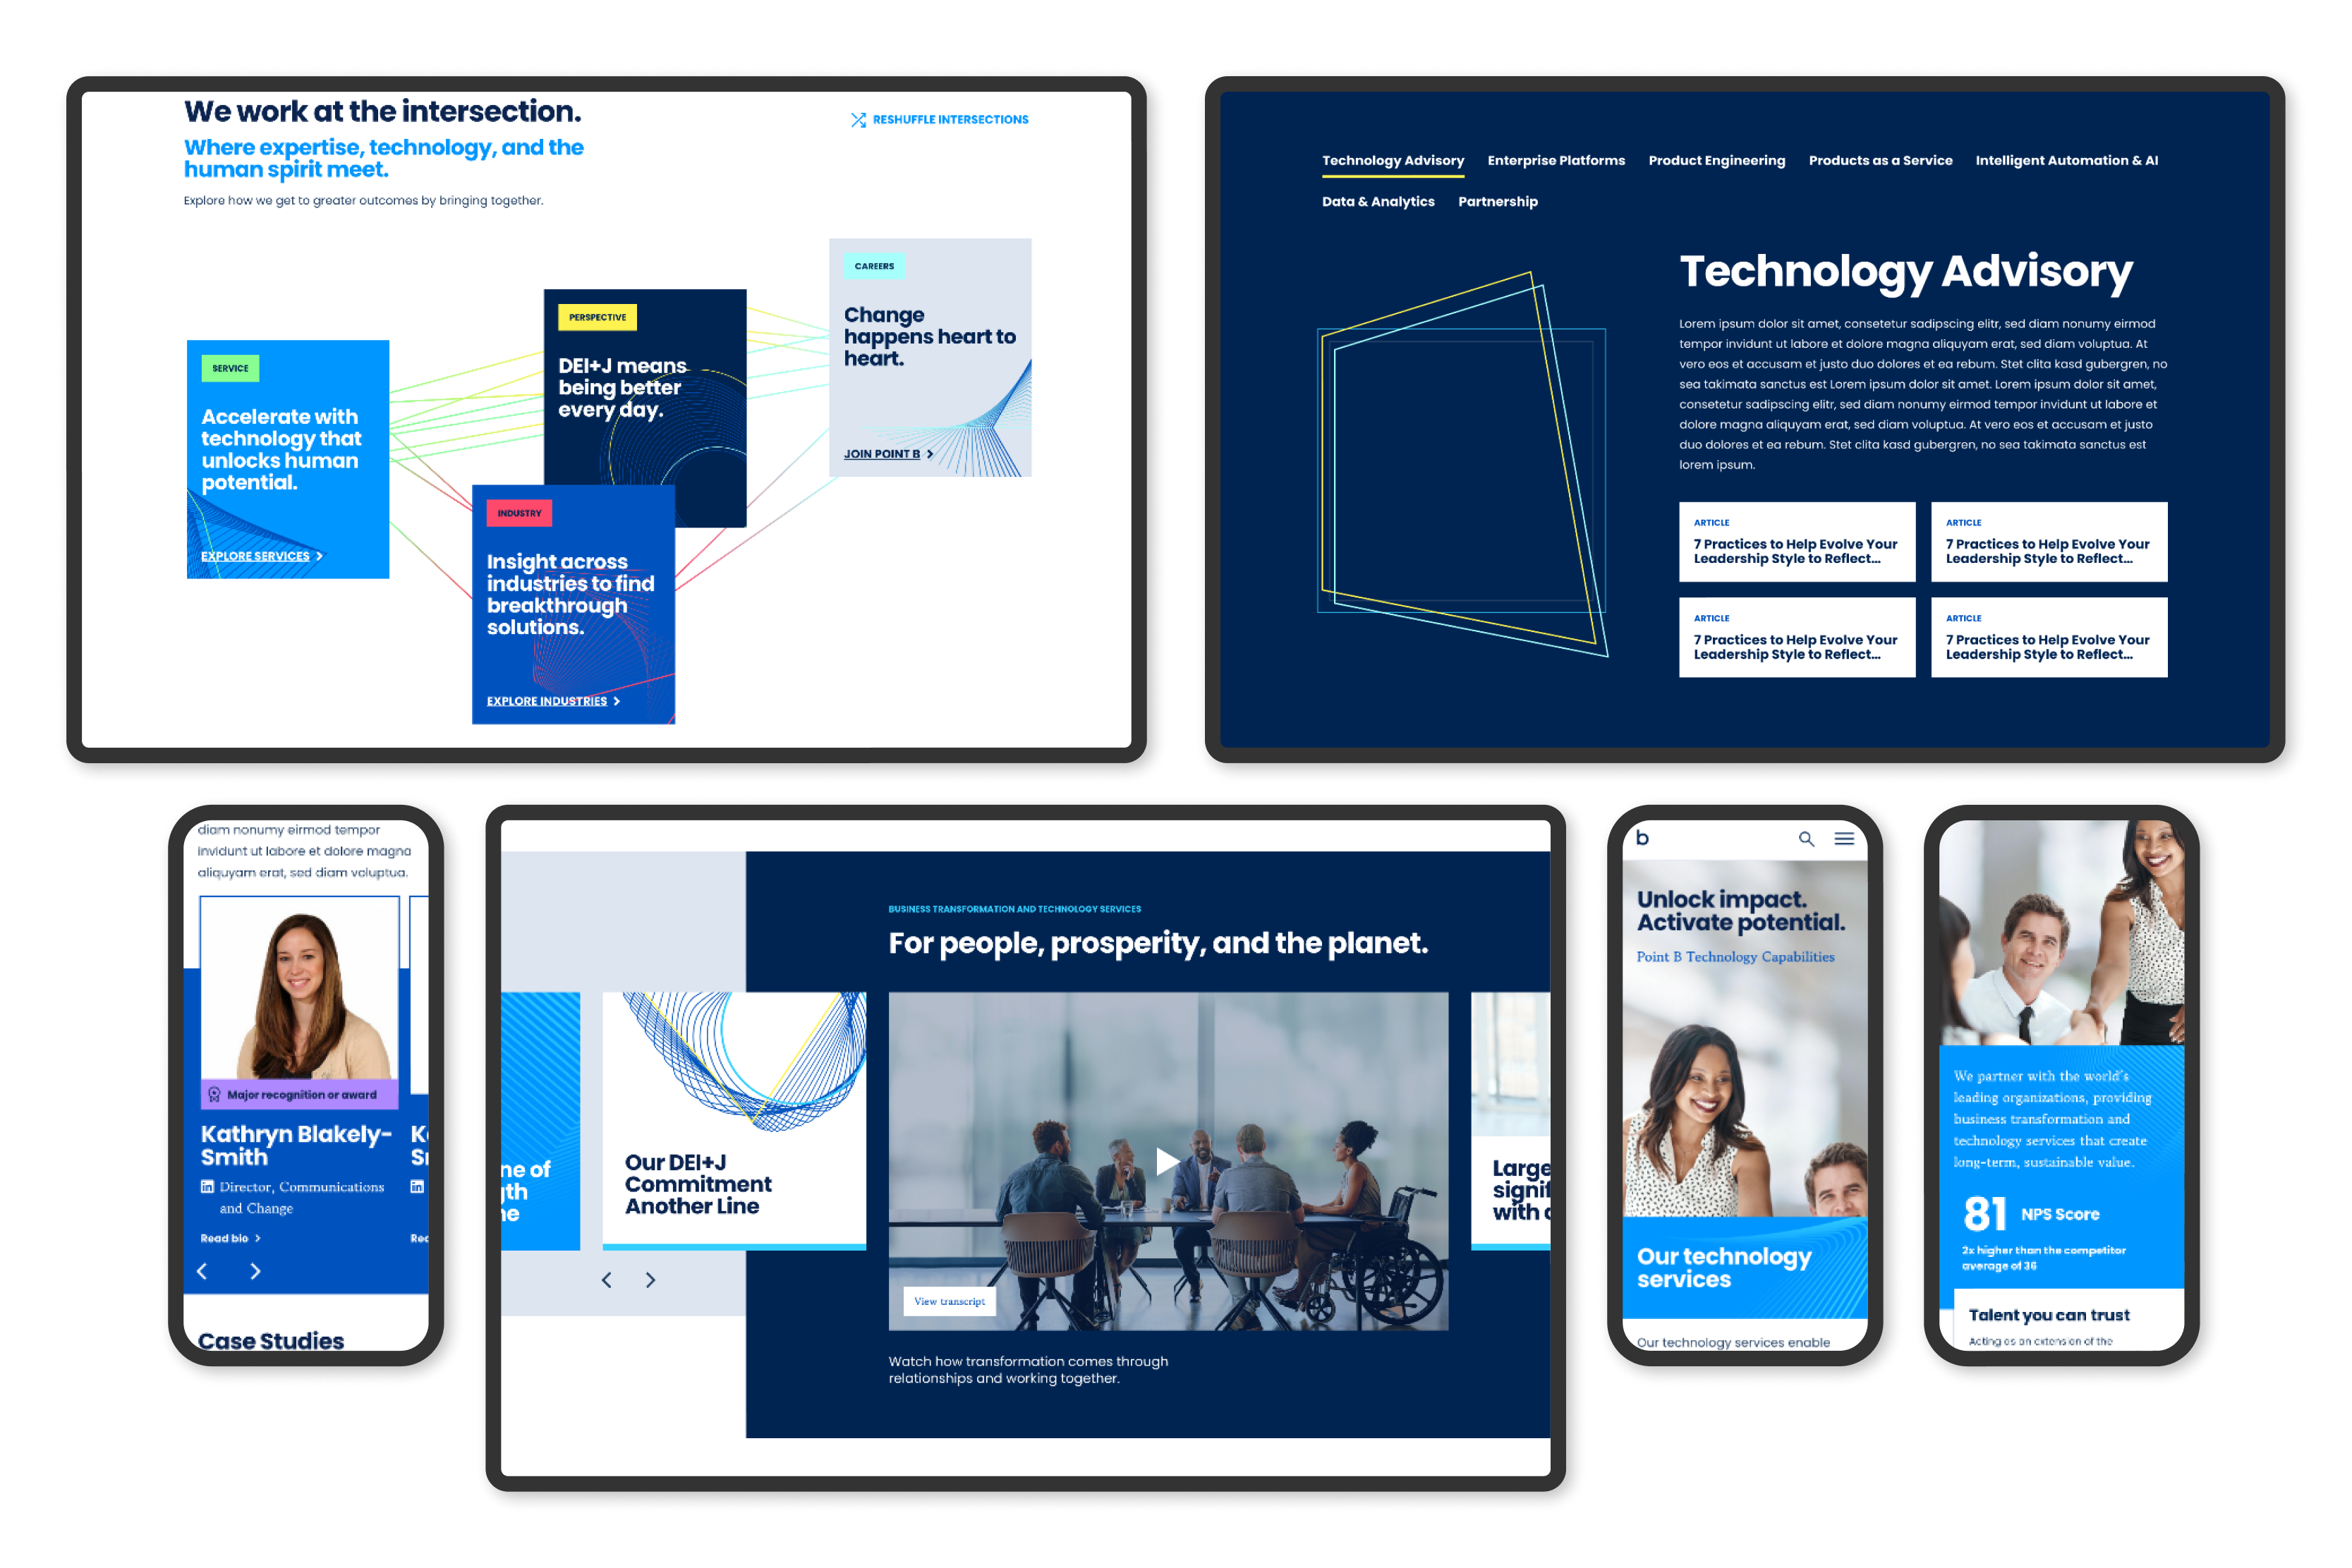 We work at the intersection.
Where expertise, technology, and the
human spirit meet.
Explore how we get to greater outcomes by bringing together.
RESHUFFLE INTERSECTIONS
SERVICE
Accelerate with
technology that
unlocks human
potential.
EXPLORE SERVICES
PERSPECTIVE
DEI+J means
being better
every day.
INDUSTRY
Insight across
industries to find
breakthrough
solutions.
EXPLORE INDUSTRIES
CAREERS
Change
happens heart to
heart.
JOIN POINT B
Technology Advisory Enterprise Platforms Product Engineering Products as a Service Intelligent Automation & AI
Data & Analytics Partnership
Technology Advisory
Lorem ipsum dolor sit amet, consetetur sadipscing elitr, sed diam nonumy eirmod
tempor invidunt ut labore et dolore magna aliquyam erat, sed diam voluptua. At
vero eos et accusam et justo duo dolores et ea rebum. Stet clita kasd gubergren, no
sea takimata sanctus est Lorem ipsum dolor sit amet. Lorem ipsum dolor sit amet,
consetetur sadipscing elitr, sed diam nonumy eirmod tempor invidunt ut labore et
dolore magna aliquyam erat, sed diam voluptua. At vero eos et accusam et justo
duo dolores et ea rebum. Stet clita kasd gubergren, no sea takimata sanctus est
lorem ipsum.
ARTICLE
7 Practices to Help Evolve Your
Leadership Style to Reflect...
ARTICLE
7 Practices to Help Evolve Your
Leadership Style to Reflect...
ARTICLE
7 Practices to Help Evolve Your
Leadership Style to Reflect...
ARTICLE
7 Practices to Help Evolve Your
Leadership Style to Reflect...
diam nonumy eirmod tempor
invidunt ut labore et dolore magna
aliquyam erat, sed diam voluptua.
Major recognition or award
Kathryn Blakely-
Smith
in Director, Communications
and Change
Read bio
in
Case Studies
BUSINESS TRANSFORMATION AND TECHNOLOGY SERVICES
For people, prosperity, and the planet.
ne of
Our DEI+J
Commitment
Another Line
View transcript
Large
signif
with
Watch how transformation comes through
relationships and working together.
b
Unlock impact.
Activate potential.
Point B Technology Capabilities
Our technology
services
Our technology services enable
We partner with the world's
leading organizations, providing
business transformation and
technology services that create
long-term, sustainable value.
81 NPS Score
2x higher than the competitor
average of 36
Talent you can trust
Acting as an extension of the